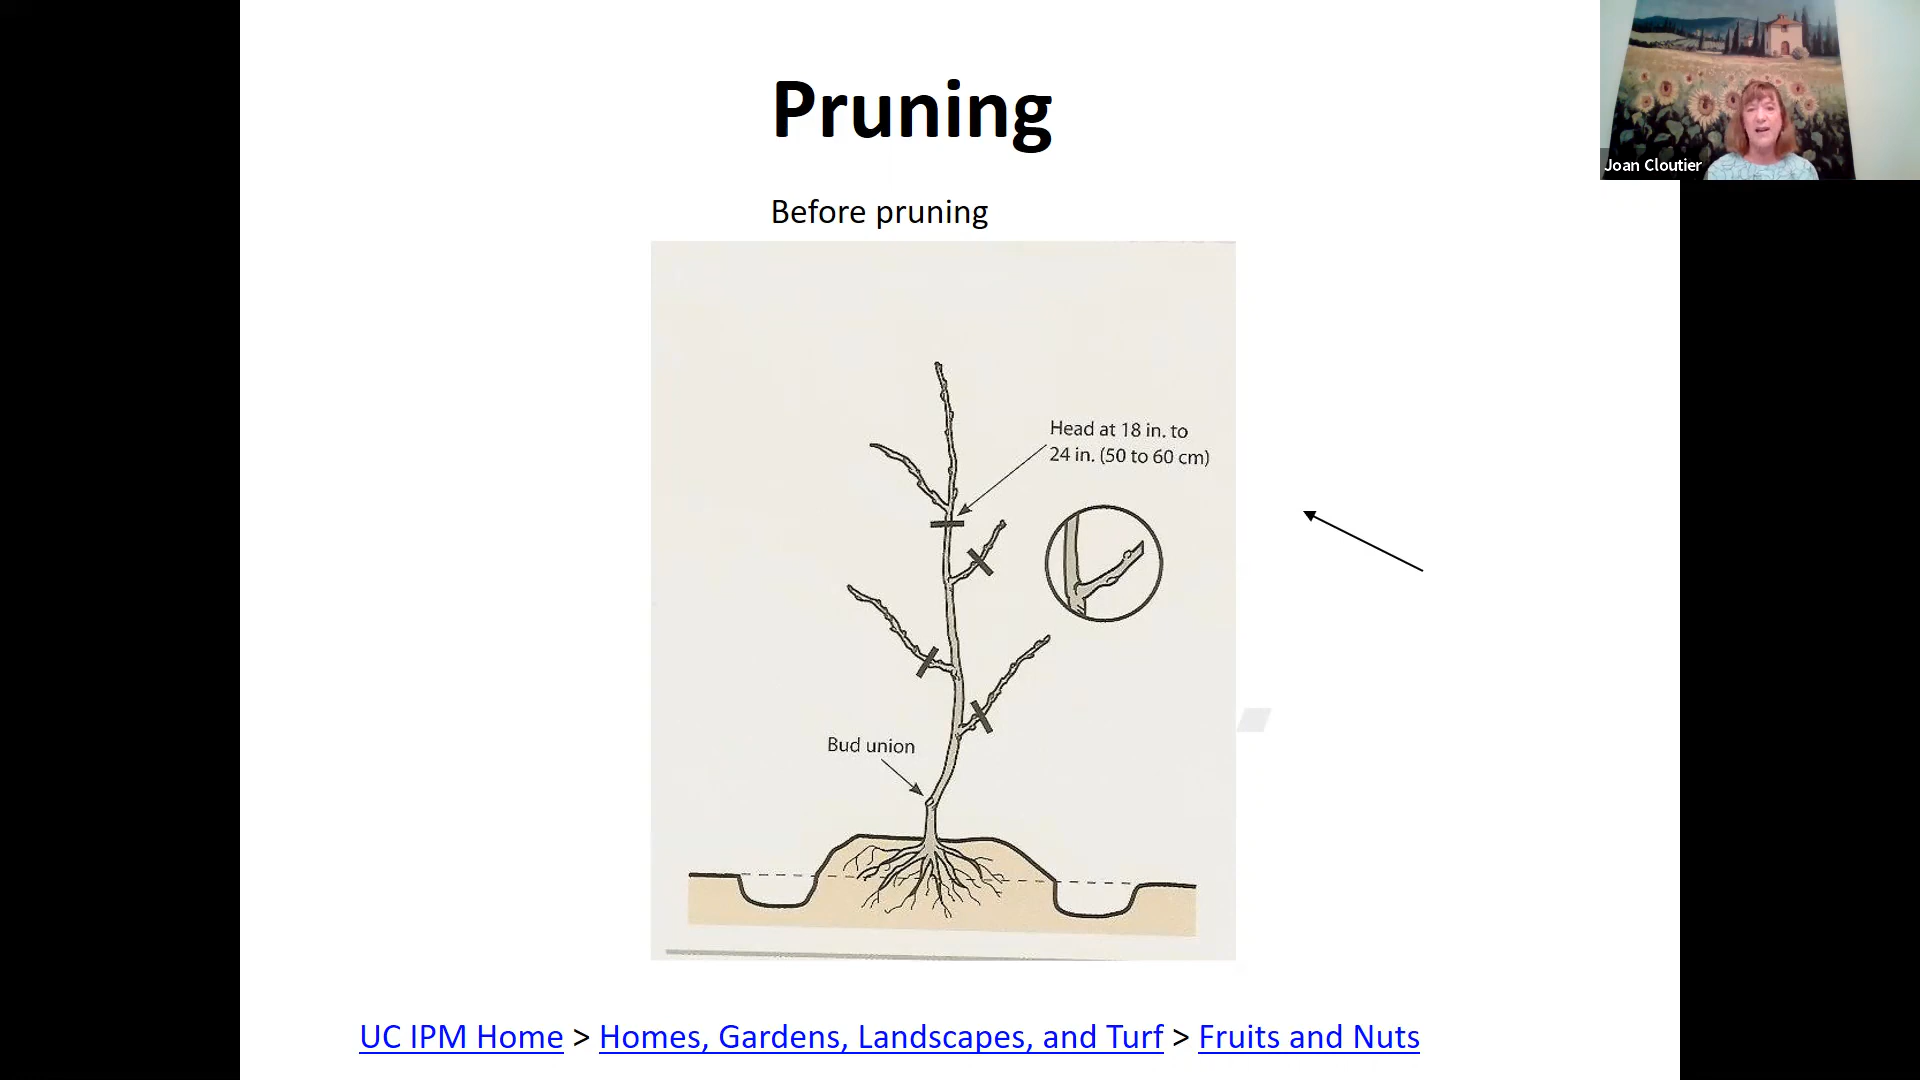 Pruning
Joan Cloutier
Before pruning
Head at 18 in. to
24 in. (50 to 60 cm)
Bud union
UC IPM Home > Homes, Gardens, Landscapes, and Turf > Fruits and Nuts